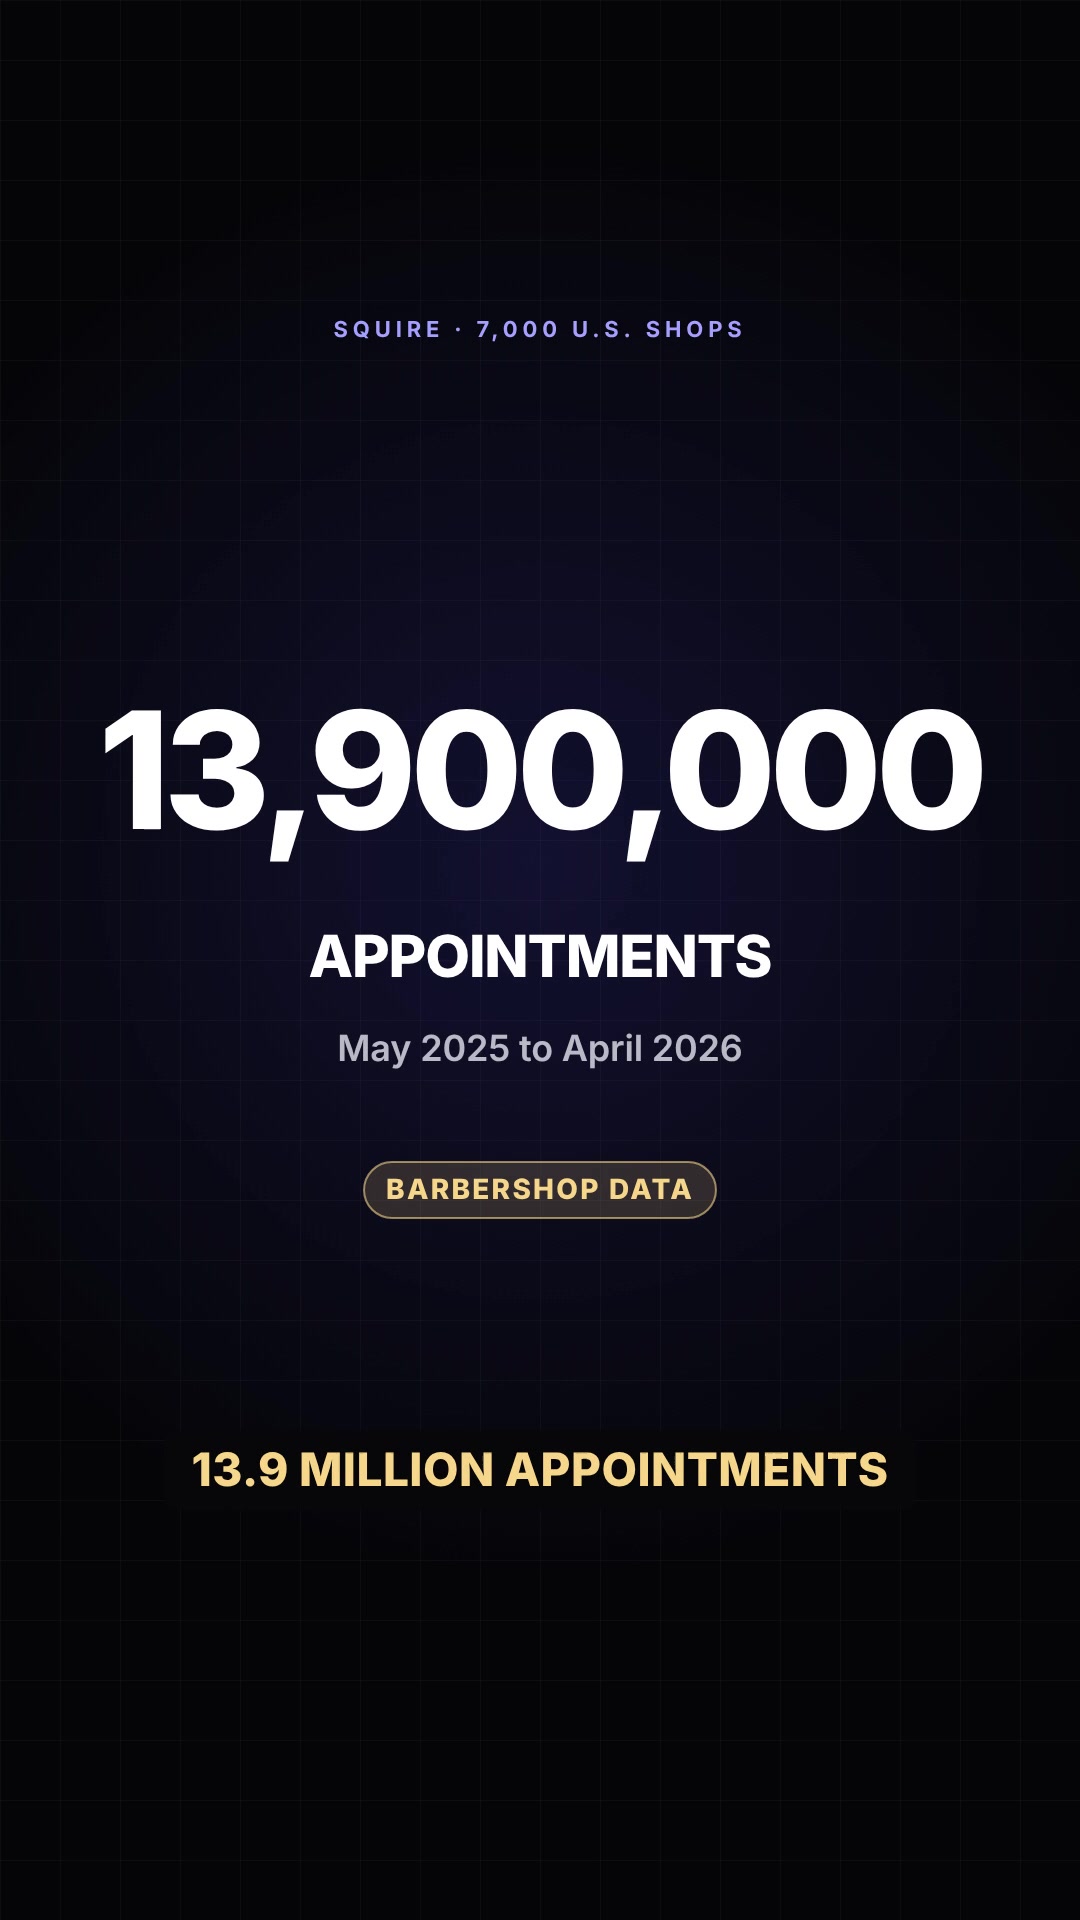 SQUIRE · 7,000 U.S. SHOPS
13,900,000
APPOINTMENTS
May 2025 to April 2026
BARBERSHOP DATA
13.9 MILLION APPOINTMENTS